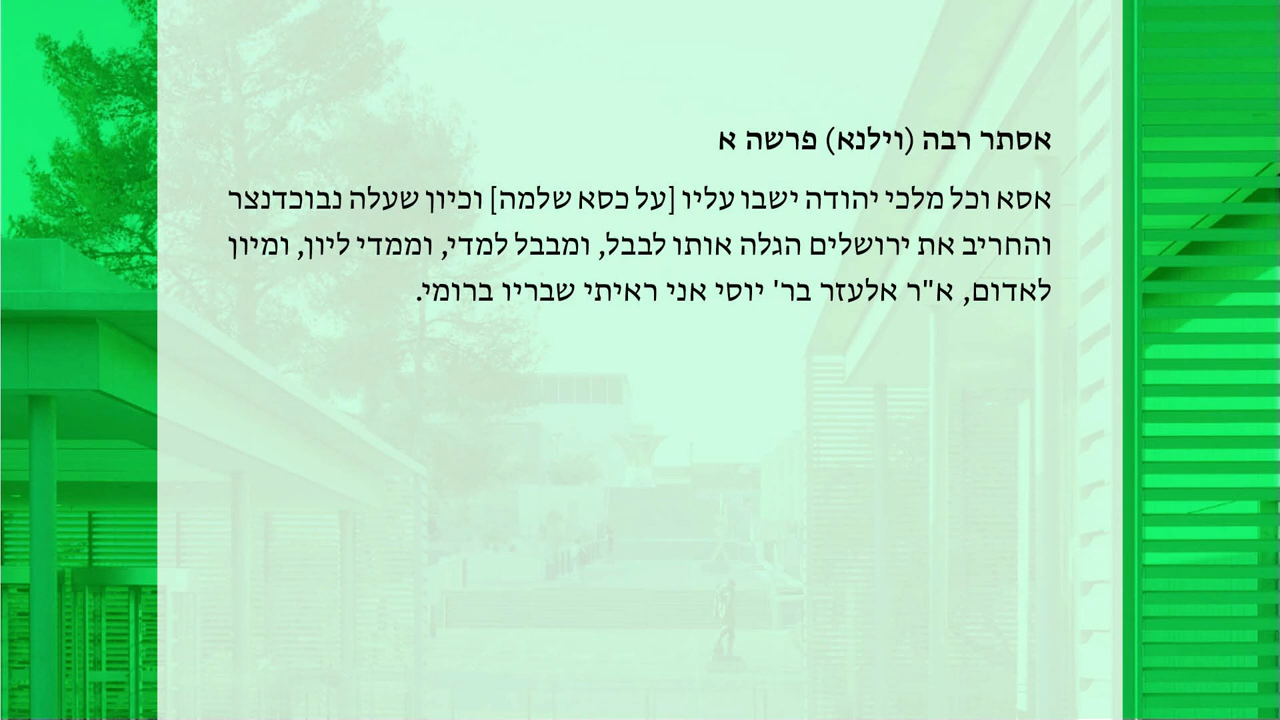 אסתר רבה (וילנא) פרשה א
אסא וכל מלכי יהודה ישבו עליו [על כסא שלמה] וכיון שעלה נבוכדנצר
והחריב את ירושלים הגלה אותו לבבל, ומבבל למדי, וממדי ליון, ומיון
לאדום, א"ר אלעזר בר' יוסי אני ראיתי שבריו ברומי.